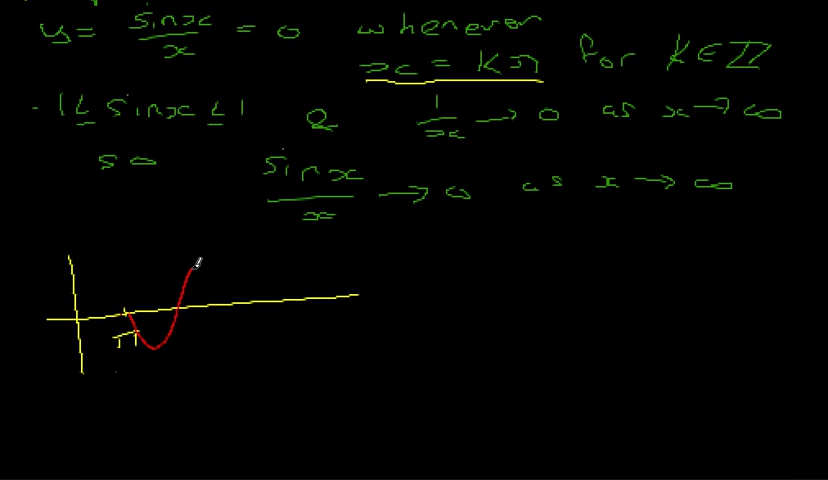 y = sinx/x = 0 whenever
x = Kπ for K∈ℤ
-1 ≤ sinx ≤ 1 & 1/x → 0 as x → ∞
so sinx/x → 0 as x → ∞
π